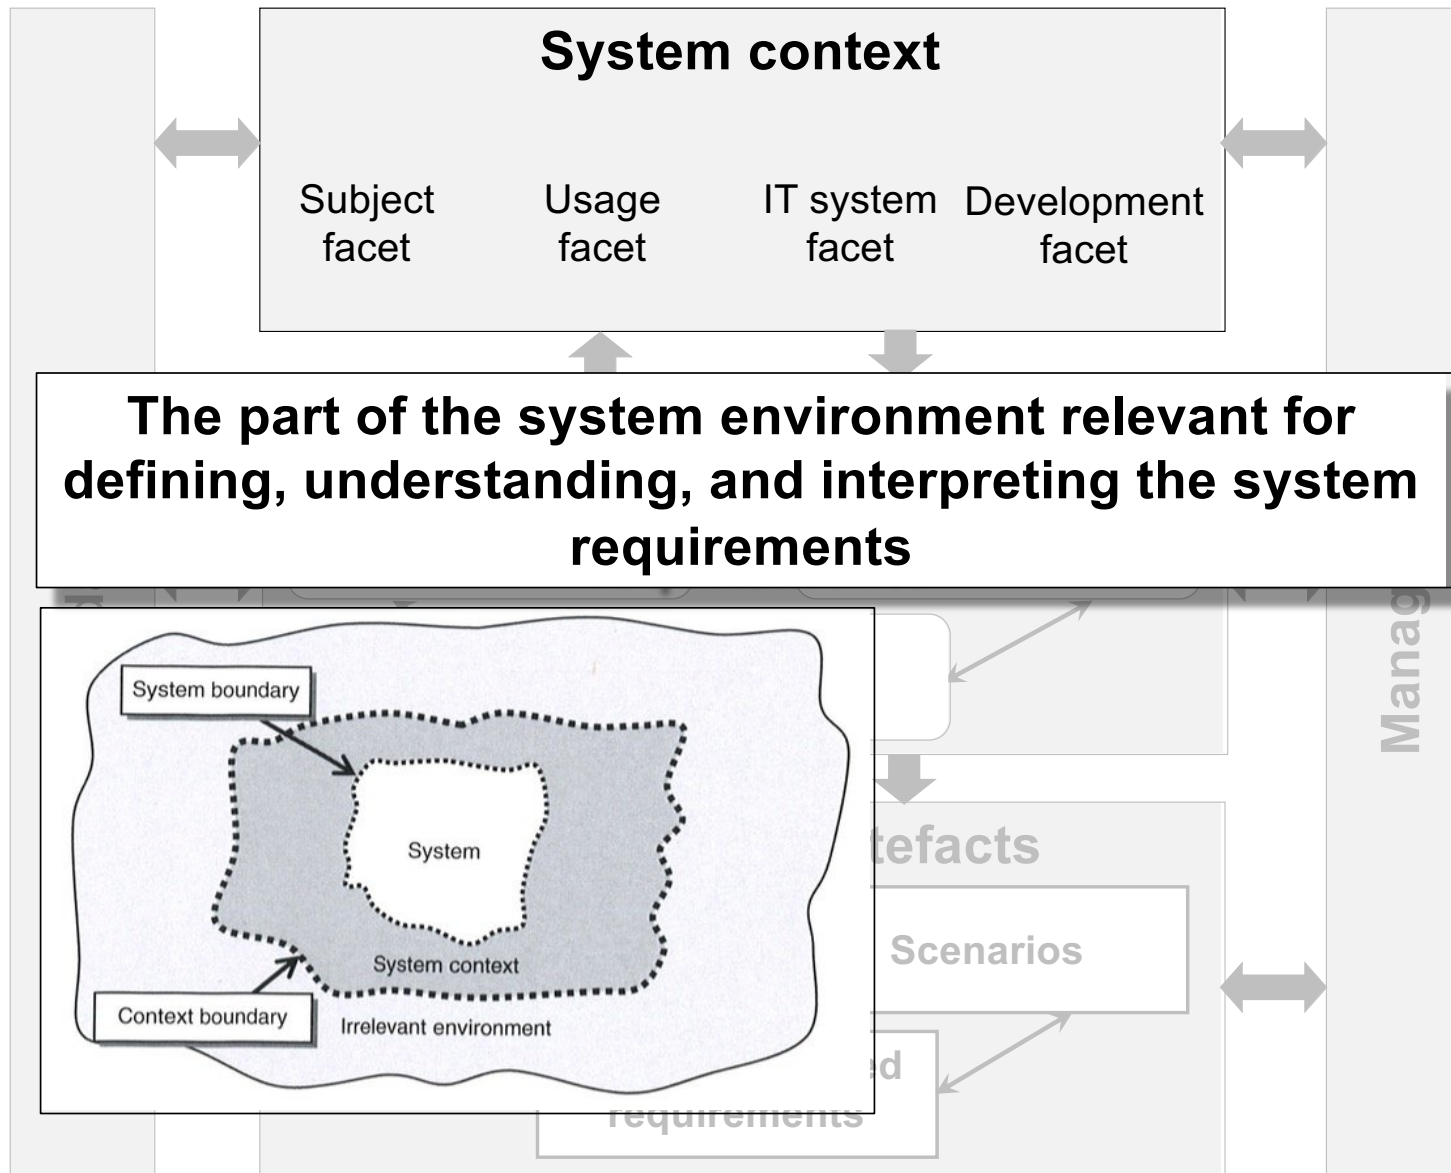 System context
Subject
facet
Usage
facet
IT system
facet
Development
facet
The part of the system environment relevant for
defining, understanding, and interpreting the system
requirements
Manag
System boundary
System
System context
Context boundary
Irrelevant environment
tefacts
Scenarios
ed
requirements